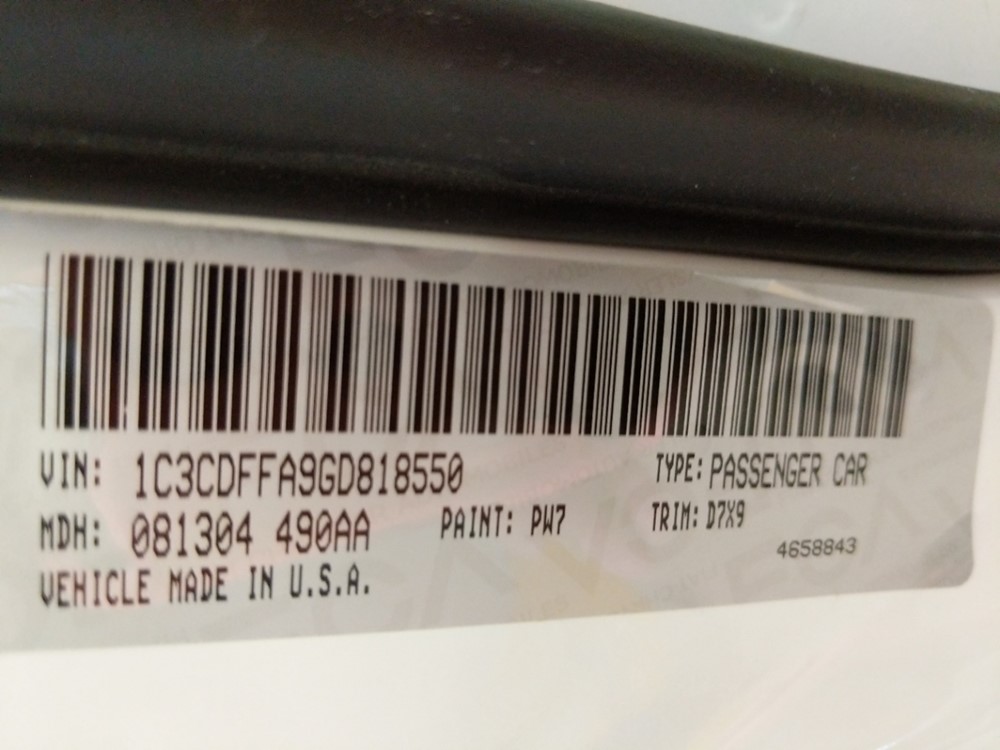 VIN: 1C3CDFFA9GD818550 TYPE: PASSENGER CAR
MDH: 081304 490AA PAINT: PW7 TRIM: D7X9
4658843
VEHICLE MADE IN U.S.A.